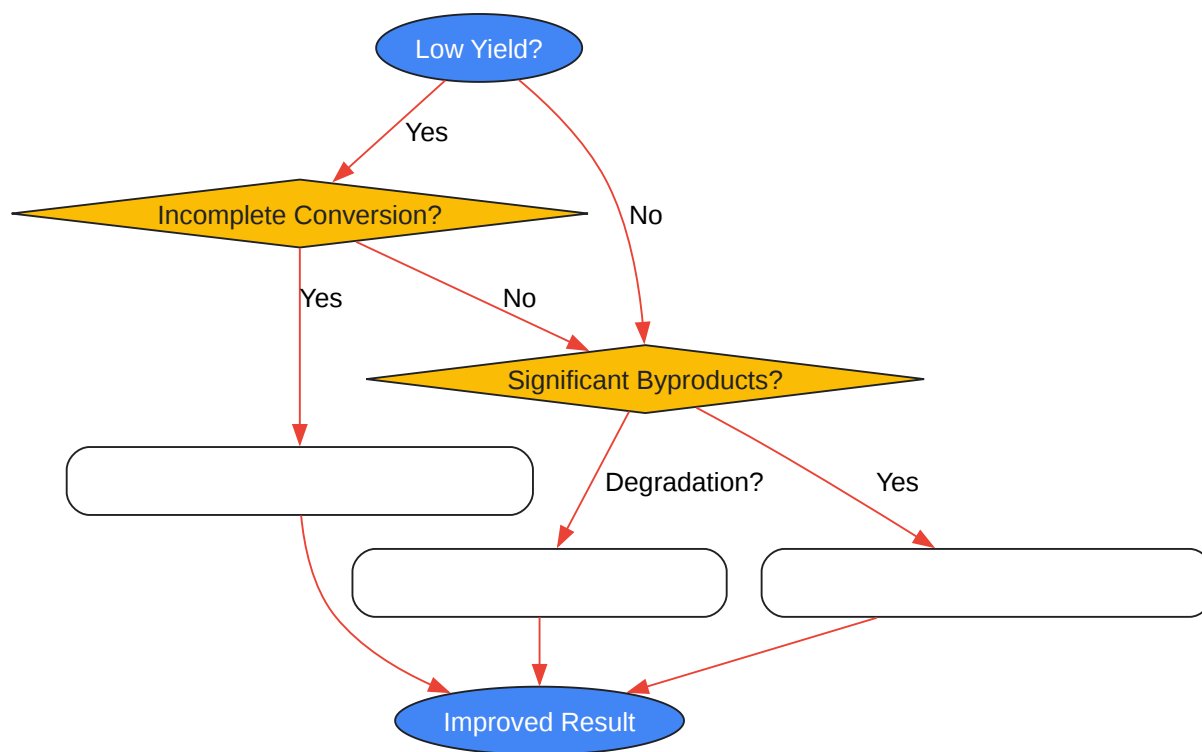 Low Yield?
Yes
Incomplete Conversion?
No
Yes
No
Significant Byproducts?
Degradation?
Yes
Improved Result